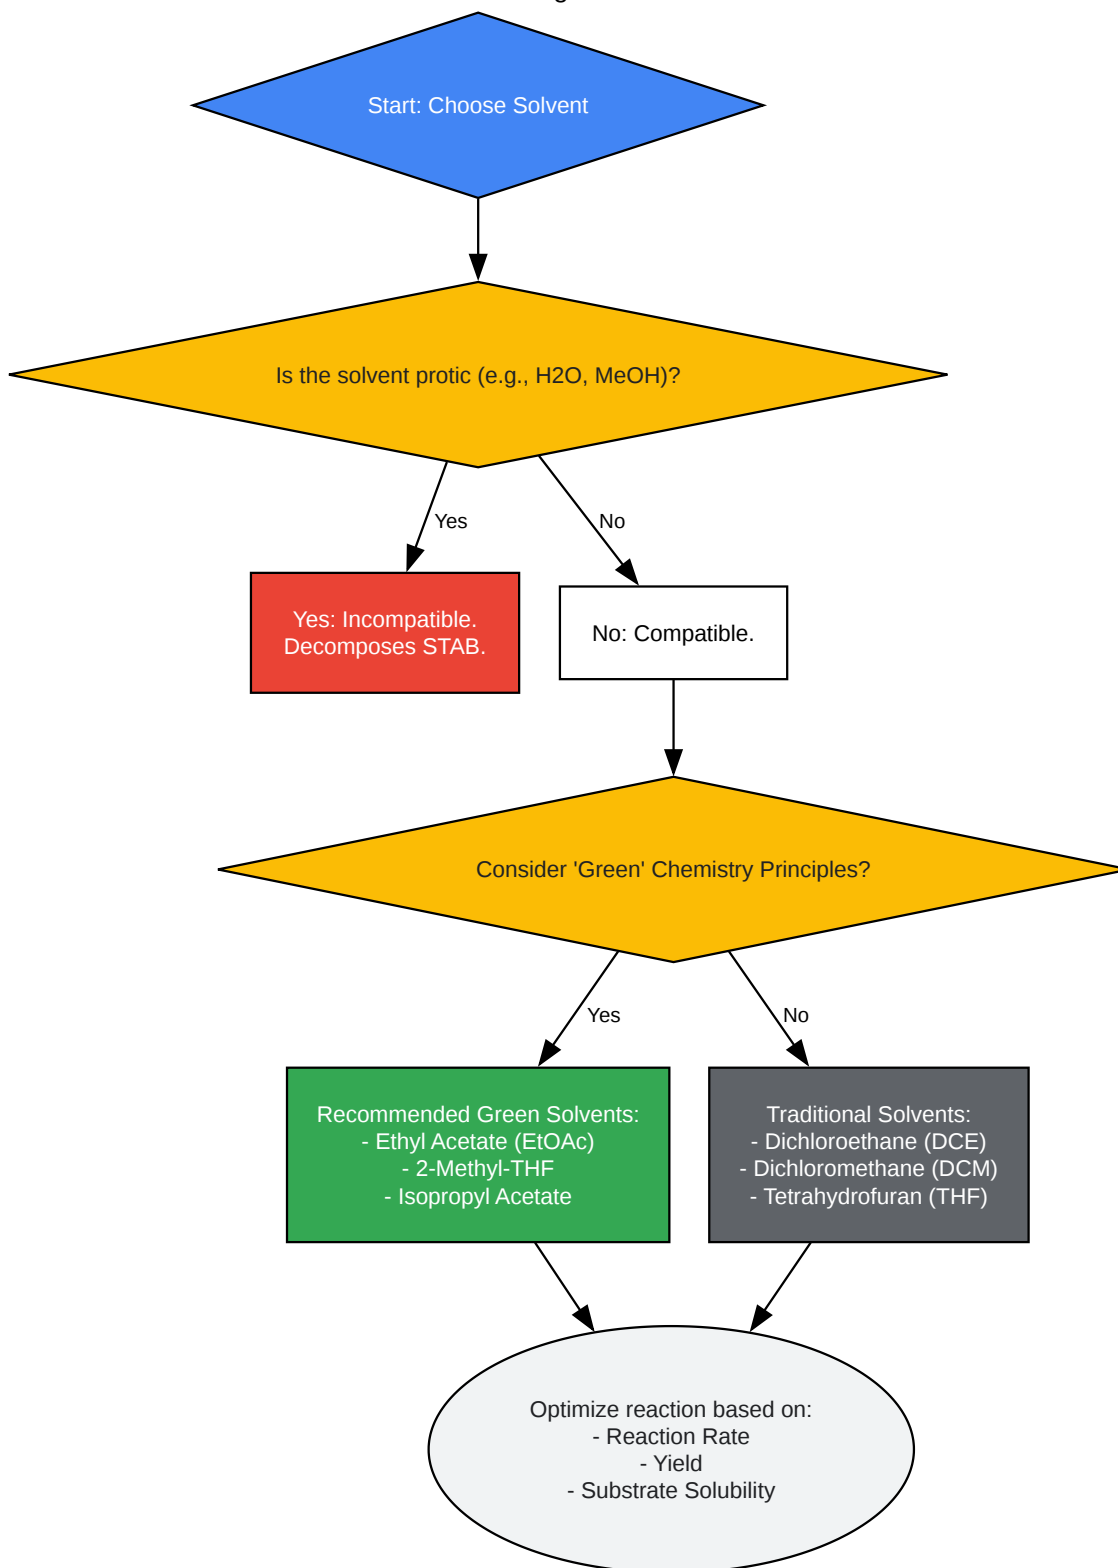 Start: Choose Solvent
Is the solvent protic (e.g., H2O, MeOH)?
Yes
No
Yes: Incompatible.
Decomposes STAB.
No: Compatible.
Consider 'Green' Chemistry Principles?
Yes
No
Recommended Green Solvents:
- Ethyl Acetate (EtOAc)
- 2-Methyl-THF
- Isopropyl Acetate
Traditional Solvents:
- Dichloroethane (DCE)
- Dichloromethane (DCM)
- Tetrahydrofuran (THF)
Optimize reaction based on:
- Reaction Rate
- Yield
- Substrate Solubility